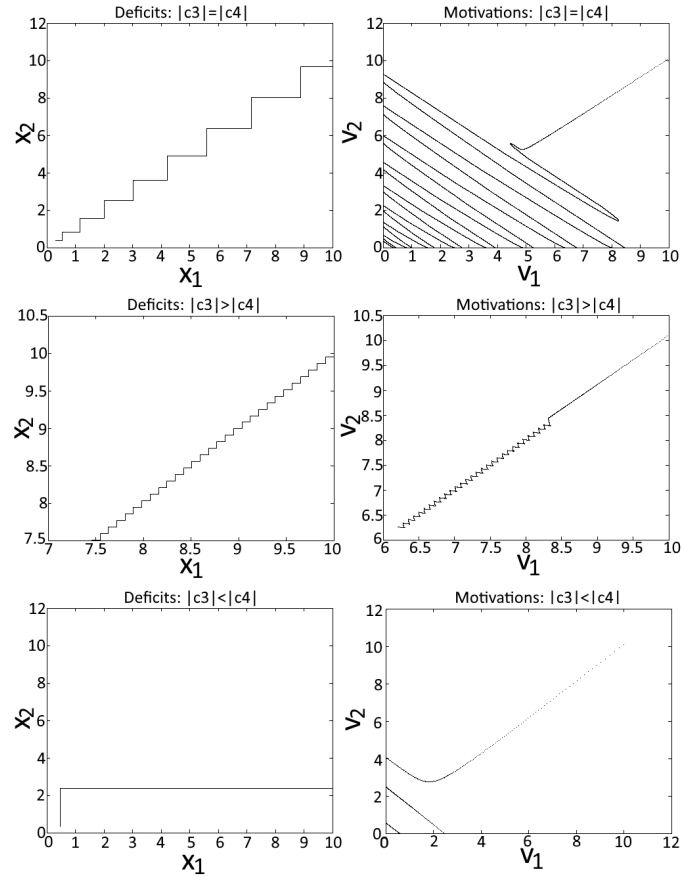 Deficits: |c3|=|c4|
12
10
8
6
4
2
0
X2
0 1 2 3 4 5 6 7 8 9 10
X1
Motivations: |c3|=|c4|
12
10
8
6
4
2
0
V2
0 1 2 3 4 5 6 7 8 9 10
V1
Deficits: |c3|>|c4|
10.5
10
9.5
9
8.5
8
7.5
X2
7 7.5 8 8.5 9 9.5 10
X1
Motivations: |c3|>|c4|
10.5
10
9.5
9
8.5
8
7.5
7
6.5
6
V2
6 6.5 7 7.5 8 8.5 9 9.5 10
V1
Deficits: |c3|<|c4|
12
10
8
6
4
2
0
X2
0 1 2 3 4 5 6 7 8 9 10
X1
Motivations: |c3|<|c4|
12
10
8
6
4
2
0
V2
0 2 4 6 8 10 12
V1